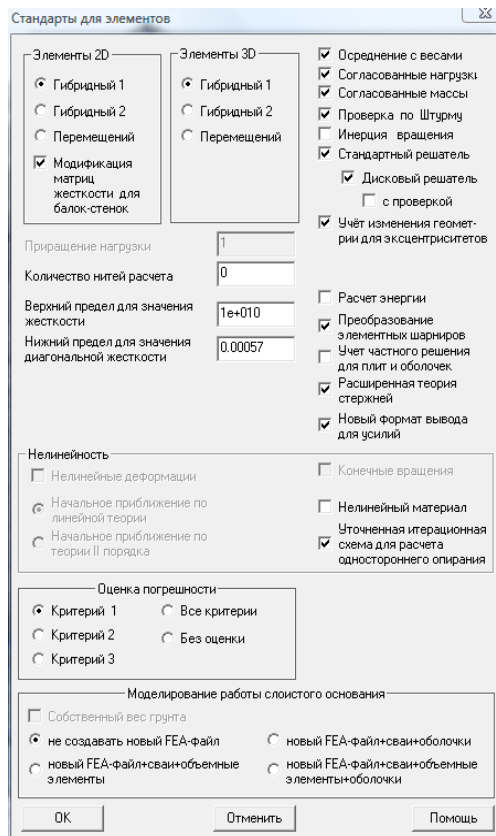 Стандарты для элементов
Элементы 2D
Гибридный 1
Гибридный 2
Перемещений
Модификация
матриц
жесткости для
балок-стенок
Элементы 3D
Гибридный 1
Гибридный 2
Перемещений
Осреднение с весами
Согласованные нагрузки
Согласованные массы
Проверка по Штурму
Инерция вращения
Стандартный решатель
Дисковый решатель
с проверкой
Учёт изменения геомет-
рии для эксцентриситетов
Приращение нагрузки
1
Количество нитей расчета
0
Верхний предел для значения
жесткости
1e+010
Нижний предел для значения
диагональной жесткости
0.00057
Расчет энергии
Преобразование
элементных шарниров
Учет частного решения
для плит и оболочек
Расширенная теория
стержней
Новый формат вывода
для усилий
Нелинейность
Нелинейные деформации
Начальное приближение по
линейной теории
Начальное приближение по
теории II порядка
Конечные вращения
Нелинейный материал
Уточненная итерационная
схема для расчета
одностороннего опирания
Оценка погрешности
Критерий 1
Критерий 2
Критерий 3
Все критерии
Без оценки
Моделирование работы слоистого основания
Собственный вес грунта
не создавать новый FEA-файл
новый FEA-файл+сваи+объемные
элементы
новый FEA-файл+сваи+оболочки
новый FEA-файл+сваи+объемные
элементы+оболочки
OK
Отменить
Помощь